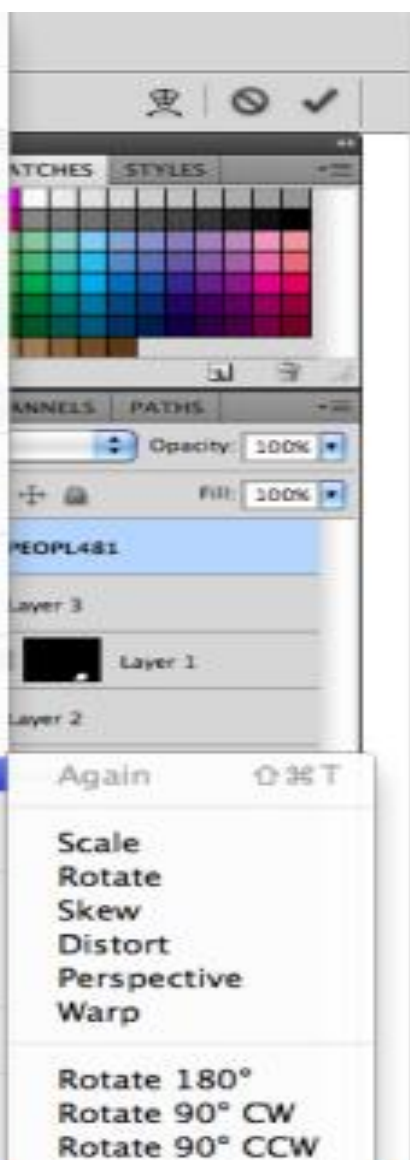 ATCHES STYLES
ANNELS PATHS
Opacity: 100%
Fill: 100%
PEOPL481
Layer 3
Layer 1
Layer 2
Again ⇧⌘T
Scale
Rotate
Skew
Distort
Perspective
Warp
Rotate 180°
Rotate 90° CW
Rotate 90° CCW